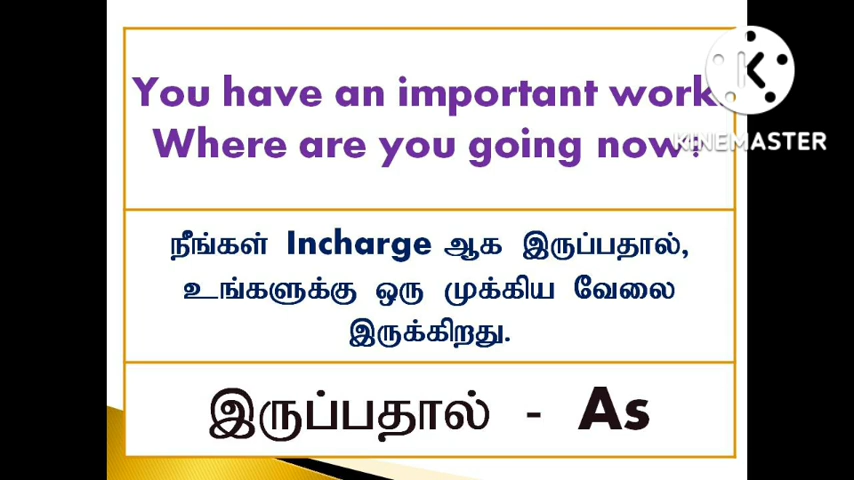 You have an important work.
Where are you going now?
நீங்கள் Incharge ஆக இருப்பதால்,
உங்களுக்கு ஒரு முக்கிய வேலை
இருக்கிறது.
இருப்பதால் - As
K
KINEMASTER